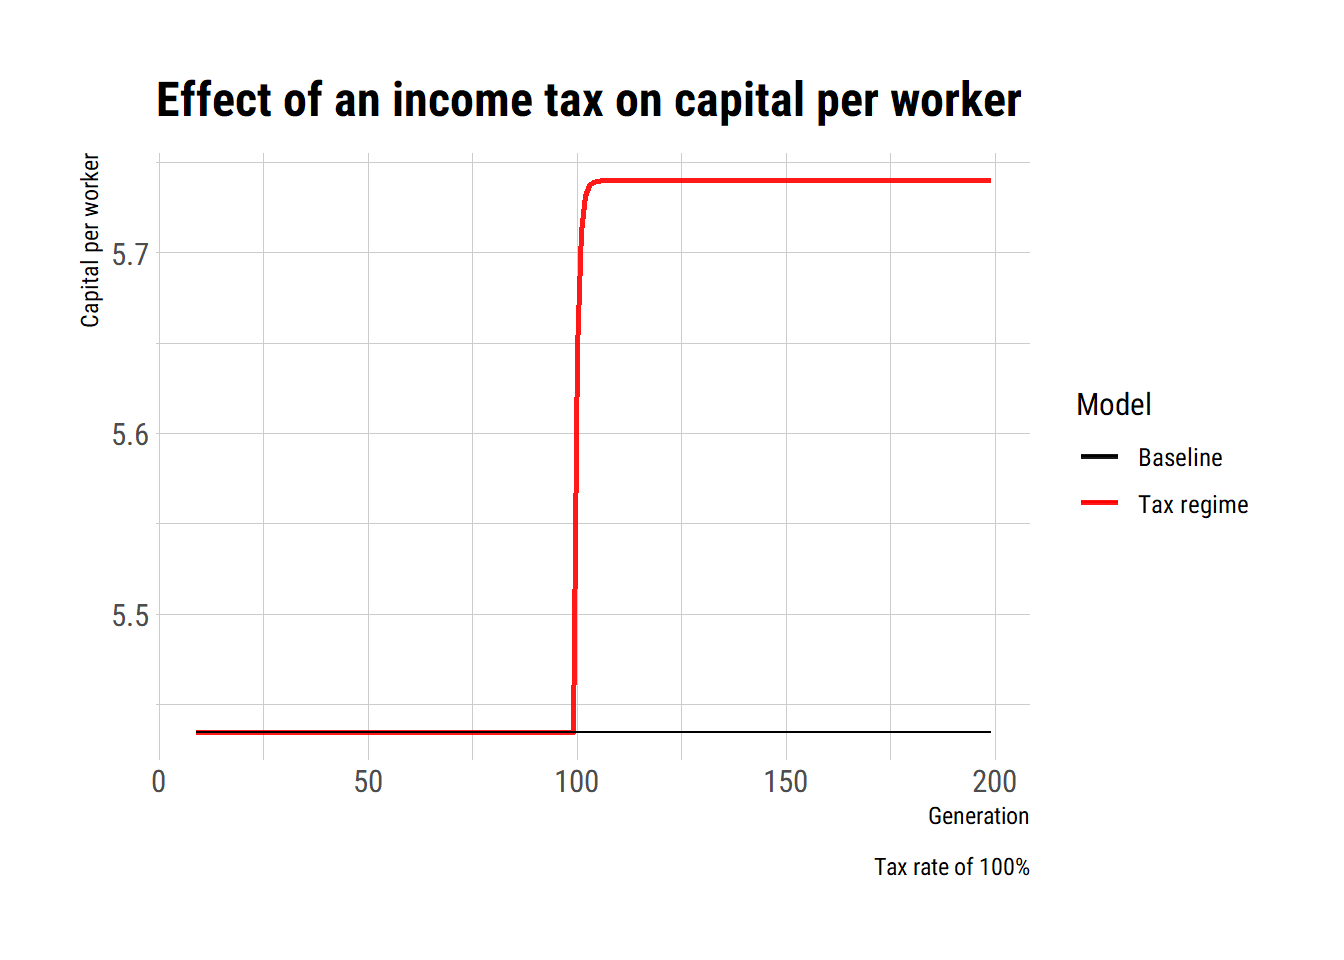 Effect of an income tax on capital per worker
Capital per worker
5.7
5.6
5.5
0
50
100
150
200
Generation
Tax rate of 100%
Model
Baseline
Tax regime